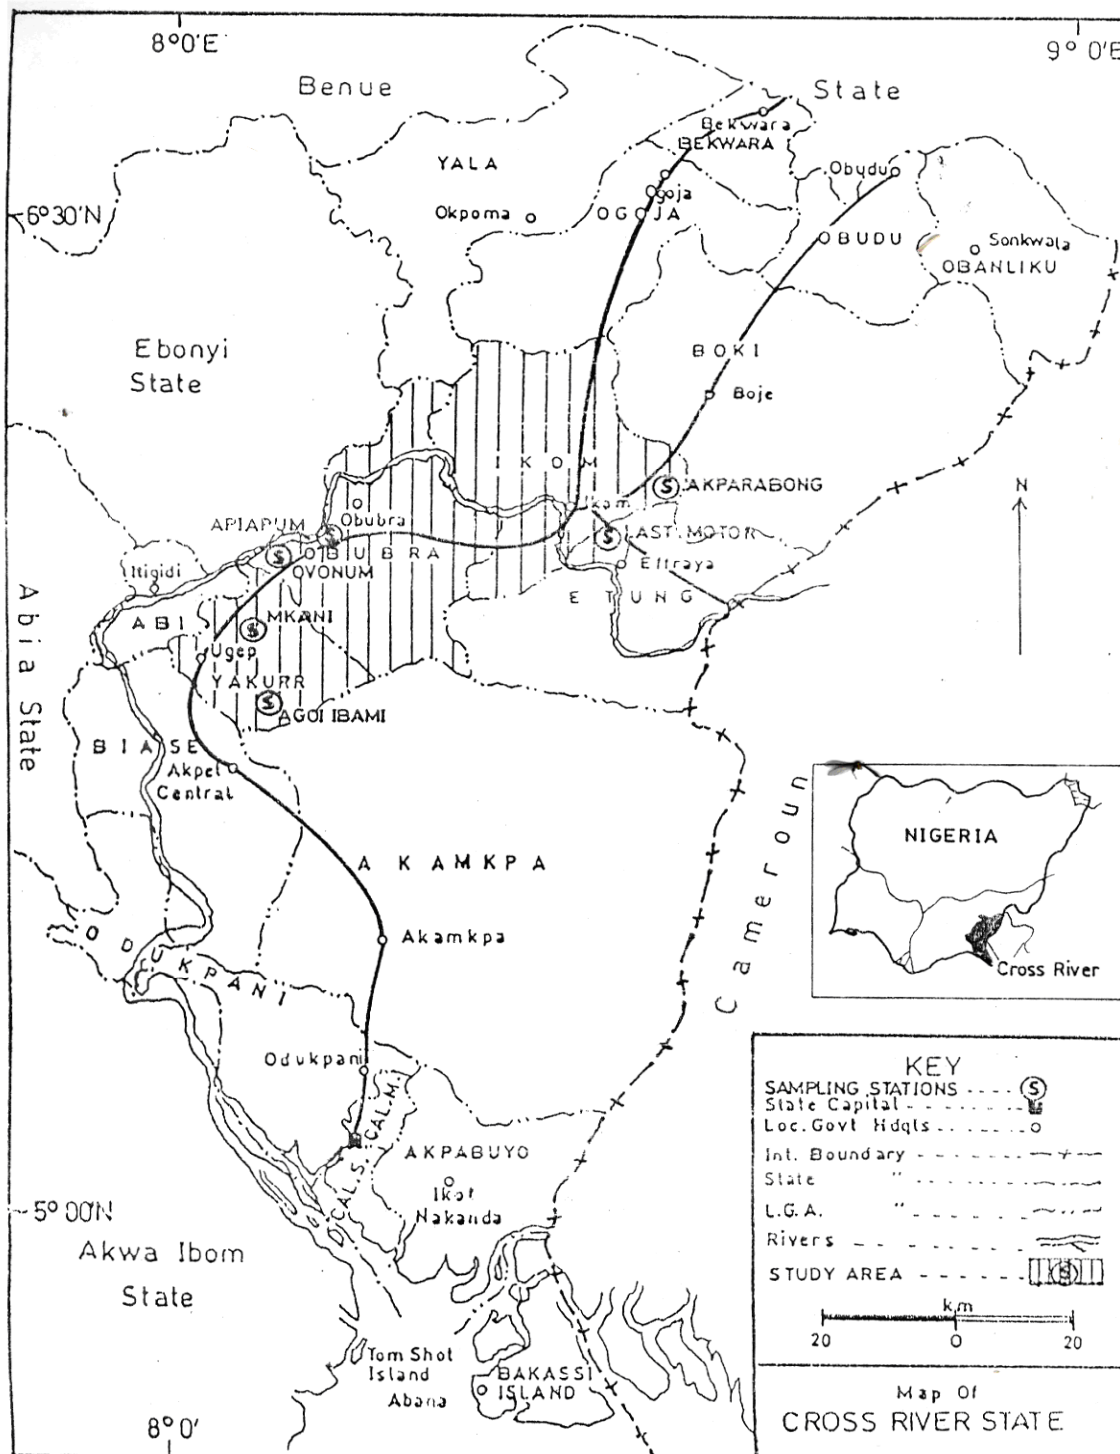 8°0'E
9°0'E
Benue
State
Bekwara
BEKWARA
YALA
Obudu
Ogoja
6°30'N
Okpoma
OGOJA
OBUDU
Sonkwala
OBANLIKU
Ebonyi
State
BOKI
Boje
IKOM
S
AKPARABONG
N
Ikom
Obubra
APIAPUM
S
S
AST. MOTOR
OBUBRA
S
OVONUM
Effraya
Itigidi
ETUNG
Abia State
ABI
S
MKANI
Ugep
YAKURR
S
AGOI IBAMI
BIASE
Akpet
Central
Cameroun
NIGERIA
Cross River
AKAMKPA
Akamkpa
ODUKPANI
Odukpani
CAL.M.
CAL.S.
AKPABUYO
Ikot
Nakanda
5°00'N
Akwa Ibom
State
Tom Shot
Island
Abana
BAKASSI
ISLAND
8°0'
KEY
SAMPLING STATIONS ---- S
State Capital
Loc. Govt Hdqls
Int. Boundary
State "
L.G.A. "
Rivers
STUDY AREA
km
20 0 20
Map Of
CROSS RIVER STATE